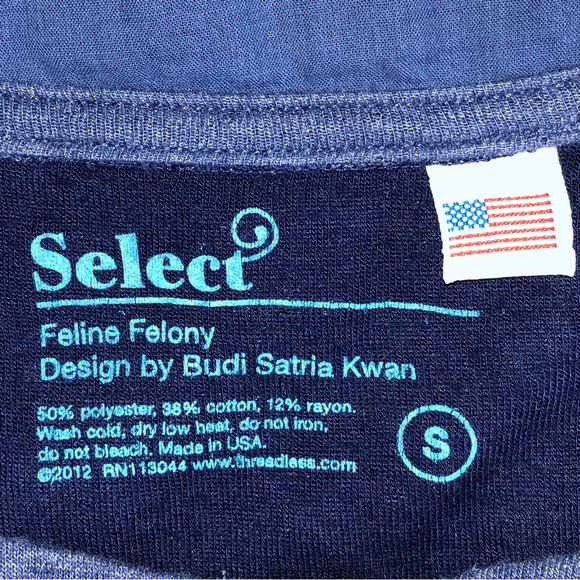 Select
Feline Felony
Design by Budi Satria Kwan
50% polyester, 38% cotton, 12% rayon.
Wash cold, dry low heat, do not iron,
do not bleach. Made in USA.
©2012 RN113044 www.threadless.com
S